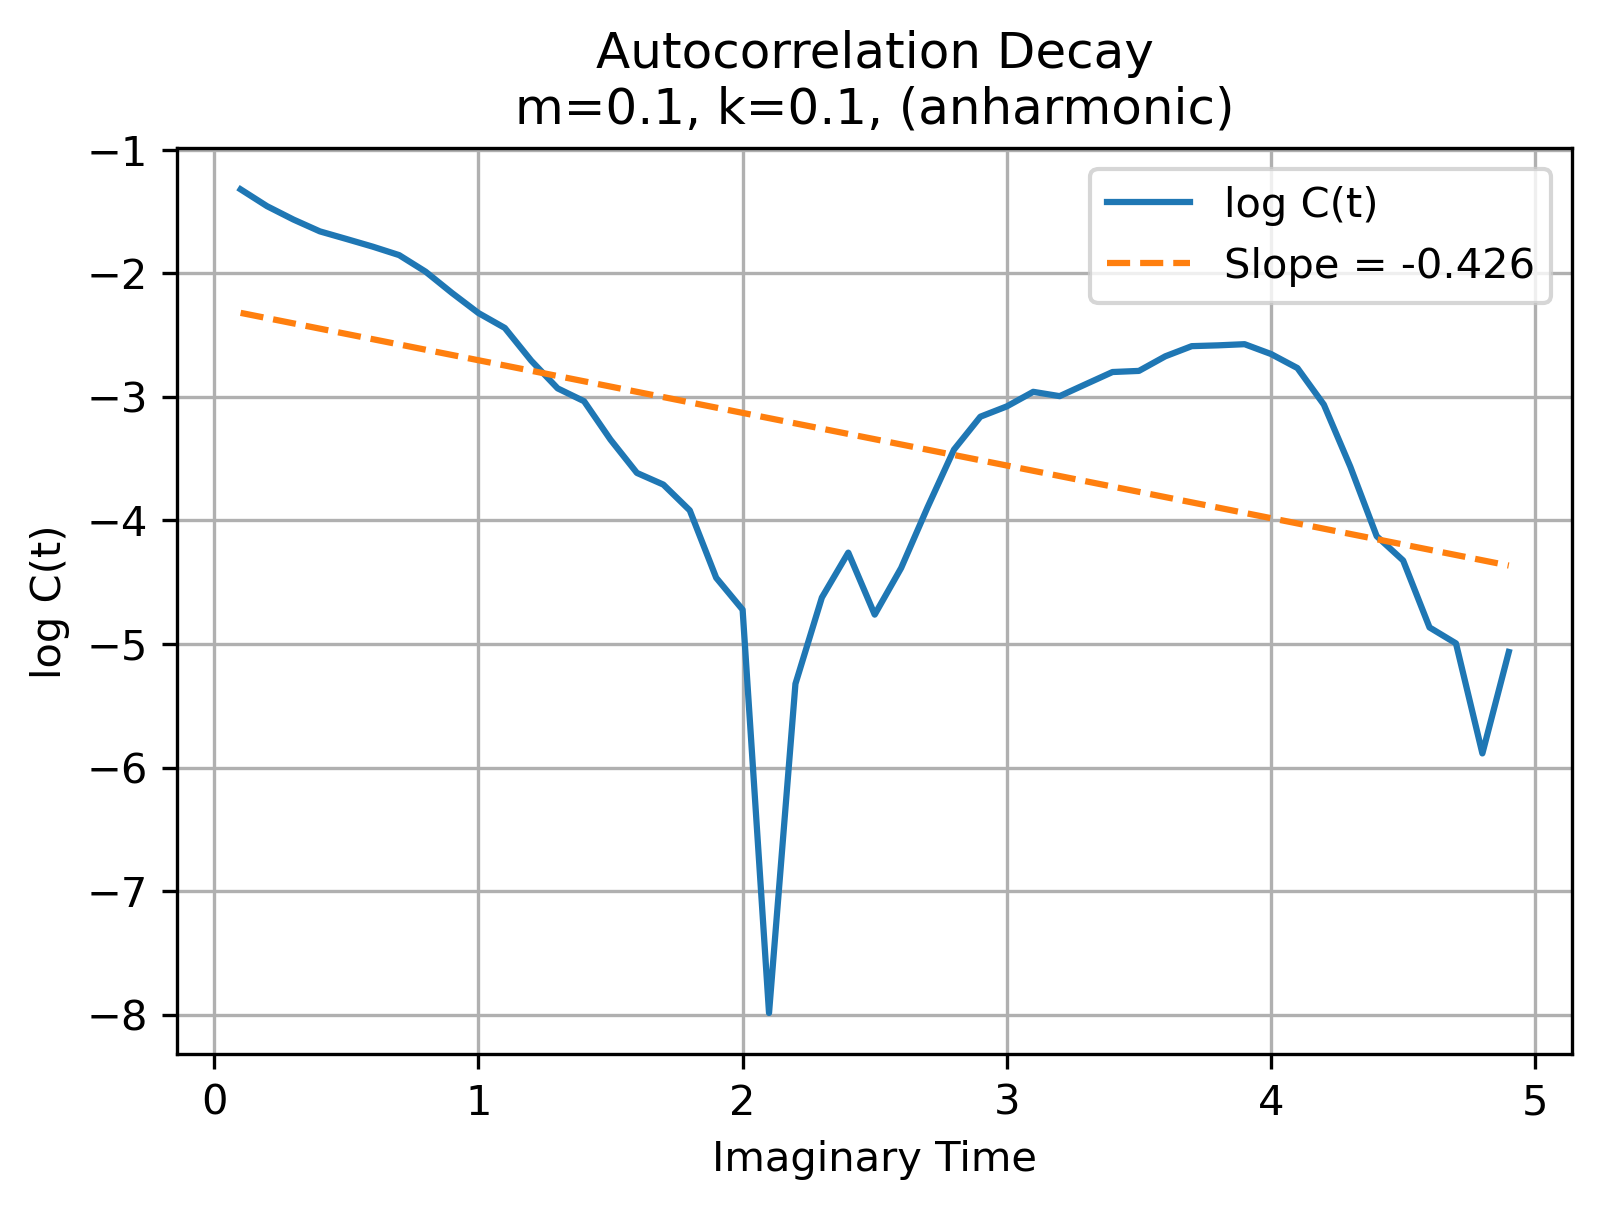 Autocorrelation Decay
m=0.1, k=0.1, (anharmonic)
log C(t)
Slope = -0.426
log C(t)
−1
−2
−3
−4
−5
−6
−7
−8
0 1 2 3 4 5
Imaginary Time